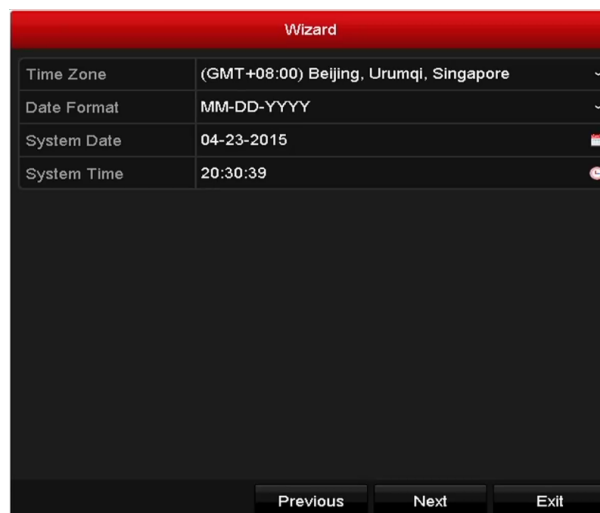 Wizard
Time Zone (GMT+08:00) Beijing, Urumqi, Singapore
Date Format MM-DD-YYYY
System Date 04-23-2015
System Time 20:30:39
Previous Next Exit